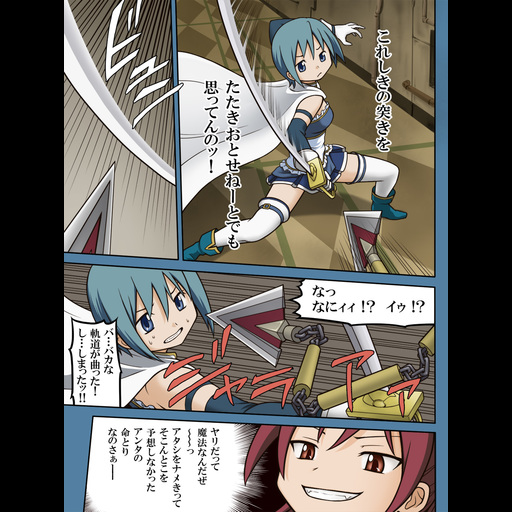 これしきの突きを
たたきおとせねーとでも
思ってんのッ!
ビュン
なっ
なにィィ!? イゥ!?
バ…バカな
軌道が曲った!
し…しまったッ!!
ジャラアア
ヤリだって
魔法なんだぜ
〜〜っ
アタシをナメきって
そこんとこを
予想しなかった
アンタの
命とり
なのさぁー